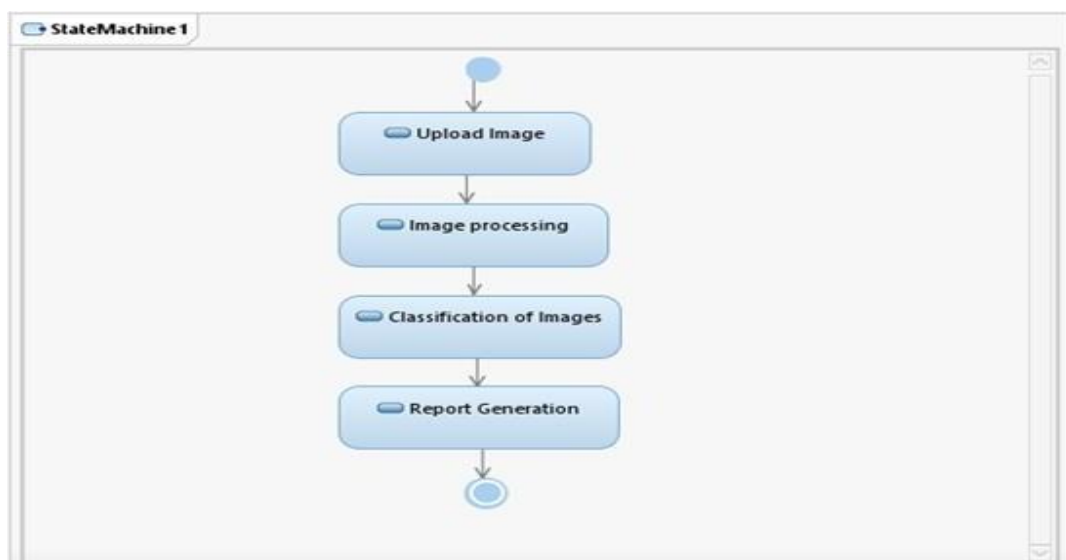 StateMachine1
Upload Image
Image processing
Classification of Images
Report Generation